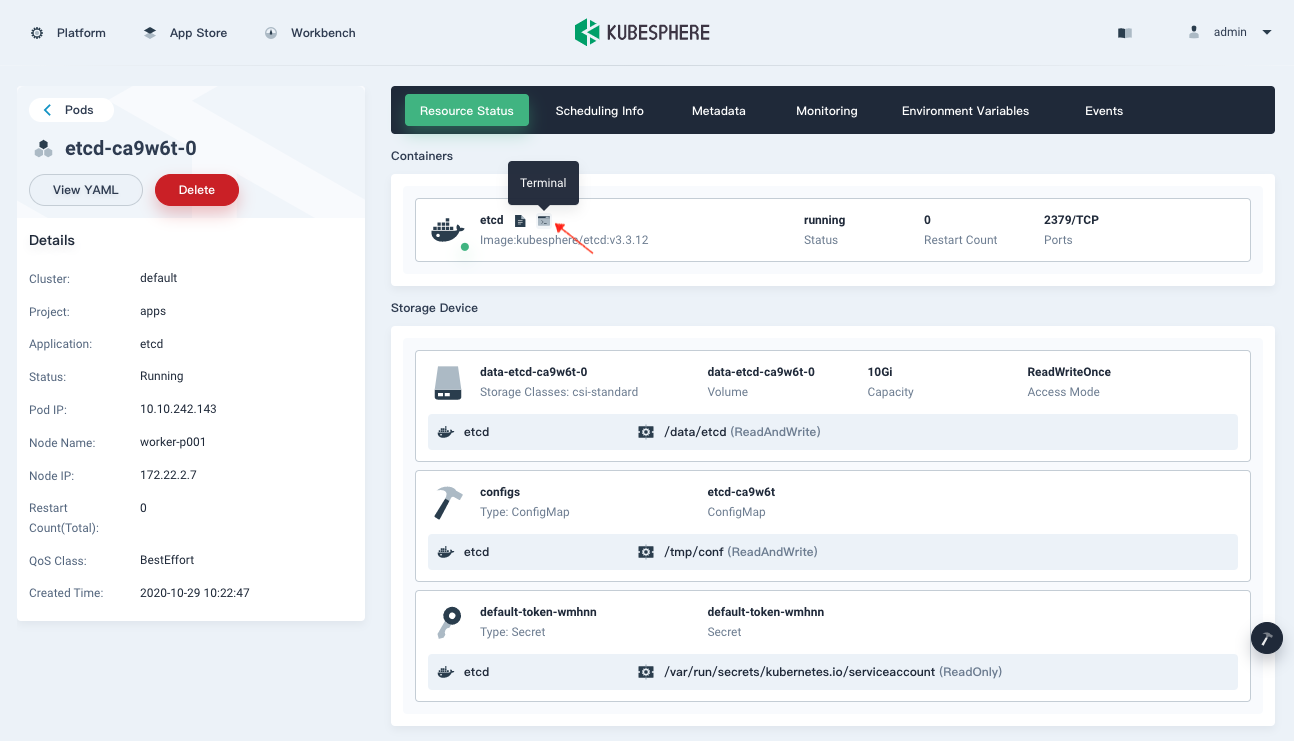 Platform
App Store
Workbench
KUBESPHERE
admin
Pods
etcd-ca9w6t-0
View YAML
Delete
Details
Cluster: default
Project: apps
Application: etcd
Status: Running
Pod IP: 10.10.242.143
Node Name: worker-p001
Node IP: 172.22.2.7
Restart Count(Total): 0
QoS Class: BestEffort
Created Time: 2020-10-29 10:22:47
Resource Status
Scheduling Info
Metadata
Monitoring
Environment Variables
Events
Containers
Terminal
etcd
Image:kubesphere/etcd:v3.3.12
running
Status
0
Restart Count
2379/TCP
Ports
Storage Device
data-etcd-ca9w6t-0
Storage Classes: csi-standard
data-etcd-ca9w6t-0
Volume
10Gi
Capacity
ReadWriteOnce
Access Mode
etcd
/data/etcd (ReadAndWrite)
configs
Type: ConfigMap
etcd-ca9w6t
ConfigMap
etcd
/tmp/conf (ReadAndWrite)
default-token-wmhnn
Type: Secret
default-token-wmhnn
Secret
etcd
/var/run/secrets/kubernetes.io/serviceaccount (ReadOnly)